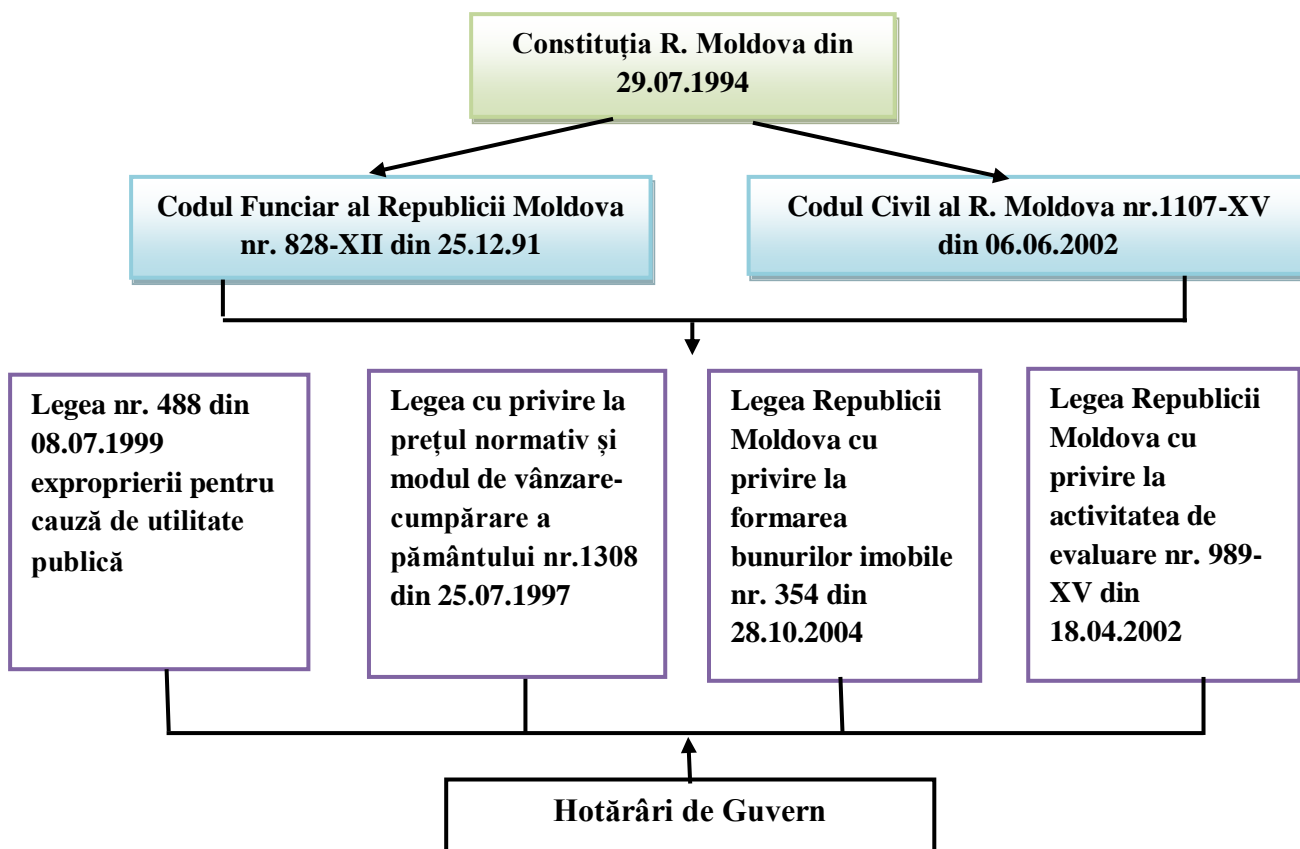 Constituția R. Moldova din
29.07.1994
Codul Funciar al Republicii Moldova
nr. 828-XII din 25.12.91
Codul Civil al R. Moldova nr.1107-XV
din 06.06.2002
Legea nr. 488 din
08.07.1999
exproprierii pentru
cauză de utilitate
publică
Legea cu privire la
prețul normativ și
modul de vânzare-
cumpărare a
pământului nr.1308
din 25.07.1997
Legea Republicii
Moldova cu
privire la
formarea
bunurilor imobile
nr. 354 din
28.10.2004
Legea Republicii
Moldova cu
privire la
activitatea de
evaluare nr. 989-
XV din
18.04.2002
Hotărâri de Guvern